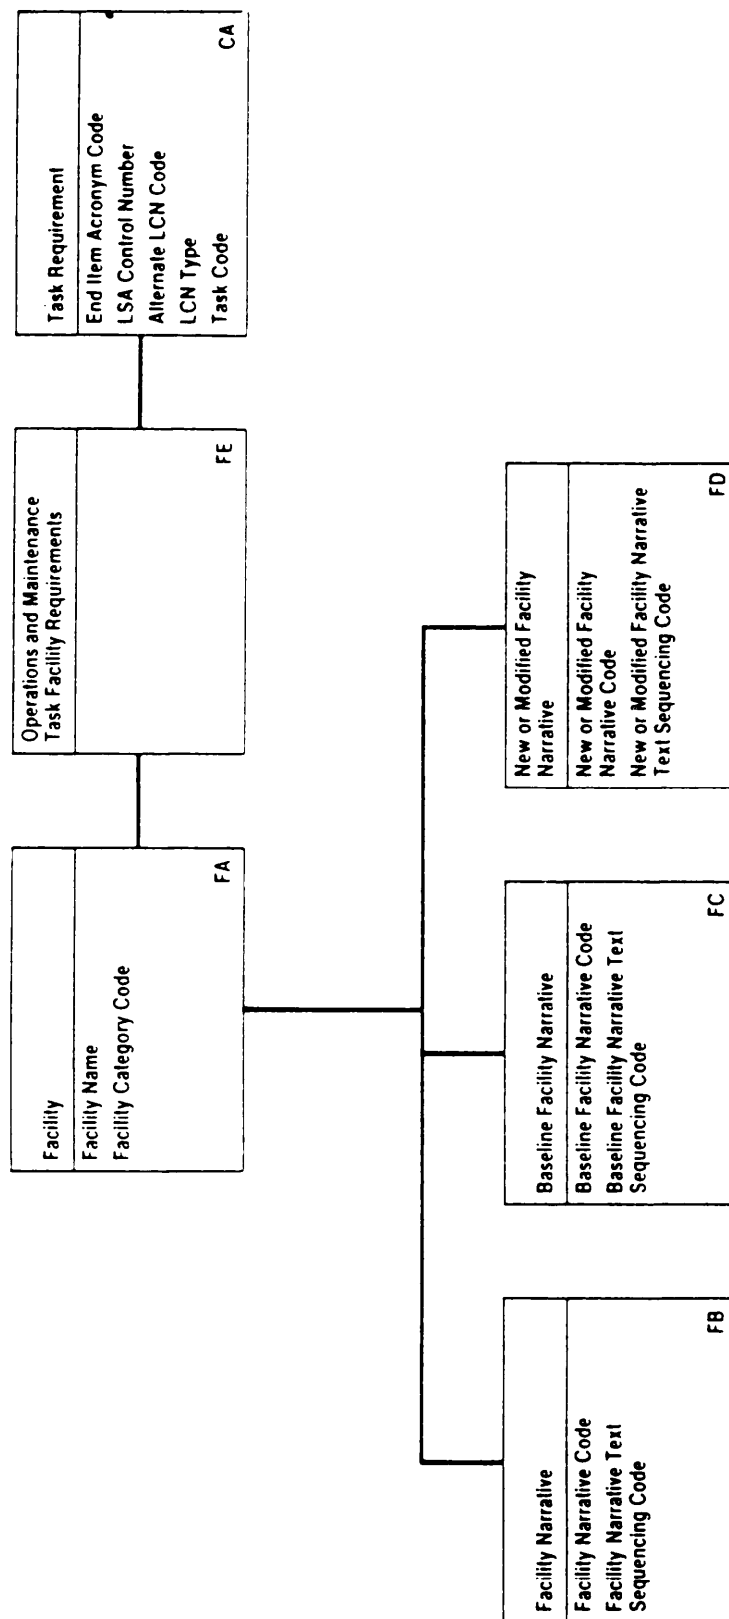 Facility
Facility Name
Facility Category Code
FA
Operations and Maintenance
Task Facility Requirements
FE
Task Requirement
End Item Acronym Code
LSA Control Number
Alternate LCN Code
LCN Type
Task Code
CA
Facility Narrative
Facility Narrative Code
Facility Narrative Text
Sequencing Code
FB
Baseline Facility Narrative
Baseline Facility Narrative Code
Baseline Facility Narrative Text
Sequencing Code
FC
New or Modified Facility
Narrative
New or Modified Facility
Narrative Code
New or Modified Facility Narrative
Text Sequencing Code
FD